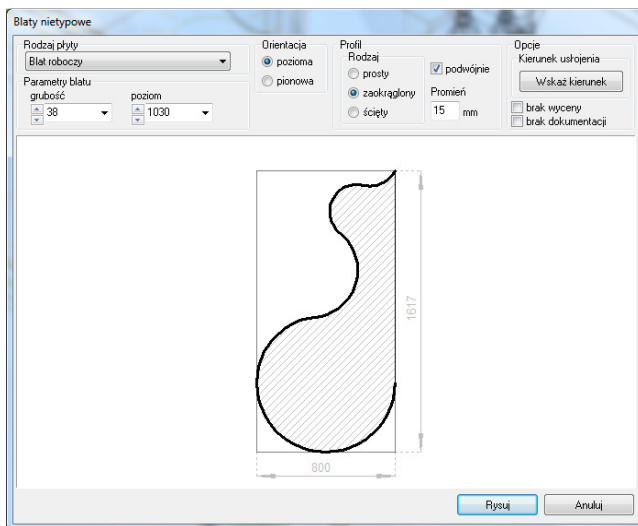 Blaty nietypowe
Rodzaj płyty
Blat roboczy
Parametry blatu
grubość
poziom
38
1030
Orientacja
pozioma
pionowa
Profil
Rodzaj
prosty
zaokrąglony
ścięty
podwójnie
Promień
15 mm
Opcje
Kierunek usłojenia
Wskaż kierunek
brak wyceny
brak dokumentacji
1617
800
Rysuj
Anuluj